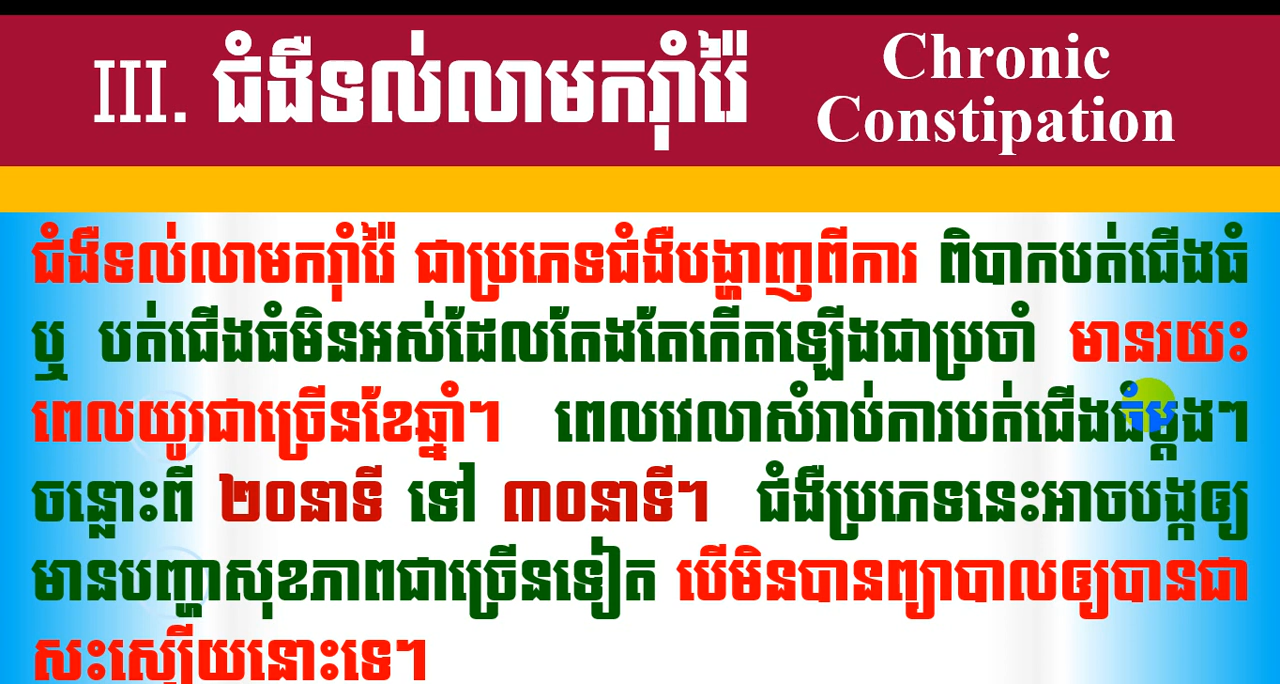 III. ជំងឺទល់លាមករ៉ាំរ៉ៃ
Chronic
Constipation
ជំងឺទល់លាមករ៉ាំរ៉ៃ ជាប្រភេទជំងឺបង្ហាញពីការ ពិបាកបត់ជើងធំ
ឬ បត់ជើងធំមិនអស់ដែលតែងតែកើតឡើងជាប្រចាំ មានរយះ
ពេលយូរជាច្រើនខែឆ្នាំ។ ពេលវេលាសំរាប់ការបត់ជើងធំម្តងៗ
ចន្លោះពី ២០នាទី ទៅ ៣០នាទី។ ជំងឺប្រភេទនេះអាចបង្កឲ្យ
មានបញ្ហាសុខភាពជាច្រើនទៀត បើមិនបានព្យាបាលឲ្យបានជា
សះស្បើយនោះទេ។